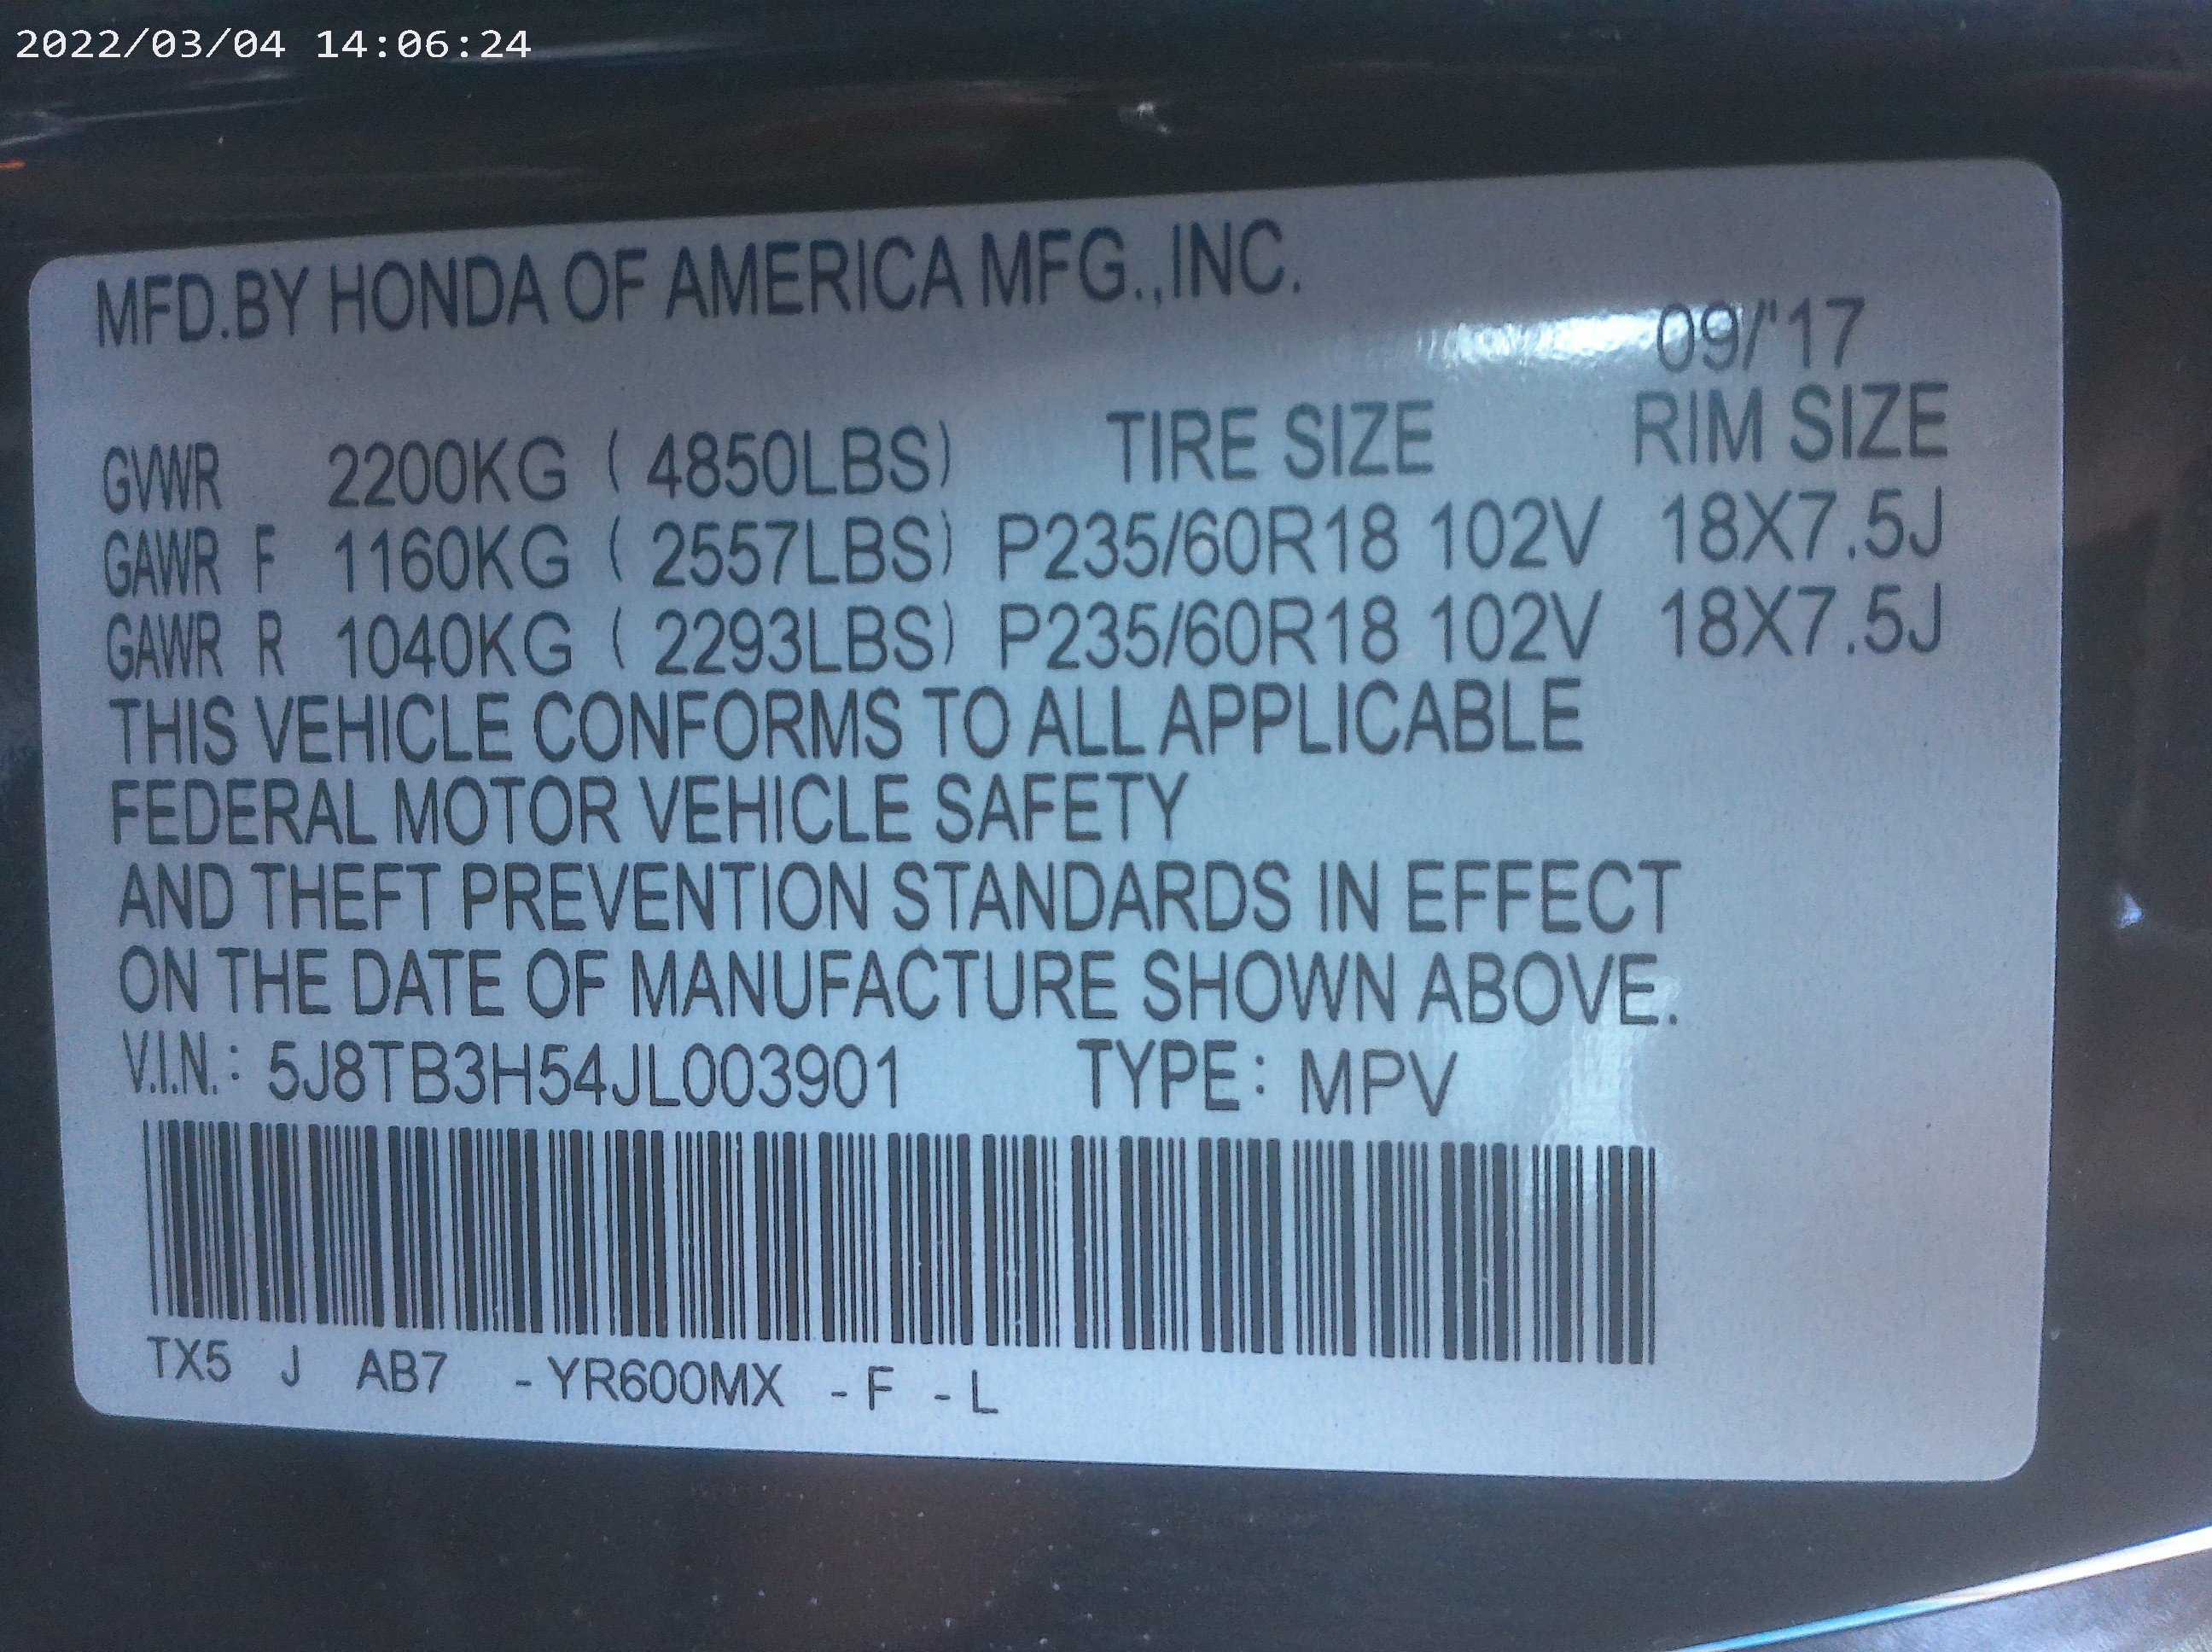 2022/03/04 14:06:24
MFD.BY HONDA OF AMERICA MFG.,INC.
09/'17
GVWR 2200KG ( 4850LBS) TIRE SIZE RIM SIZE
GAWR F 1160KG ( 2557LBS) P235/60R18 102V 18X7.5J
GAWR R 1040KG ( 2293LBS) P235/60R18 102V 18X7.5J
THIS VEHICLE CONFORMS TO ALL APPLICABLE
FEDERAL MOTOR VEHICLE SAFETY
AND THEFT PREVENTION STANDARDS IN EFFECT
ON THE DATE OF MANUFACTURE SHOWN ABOVE.
V.I.N.: 5J8TB3H54JL003901 TYPE: MPV
TX5 J AB7 - YR600MX - F - L